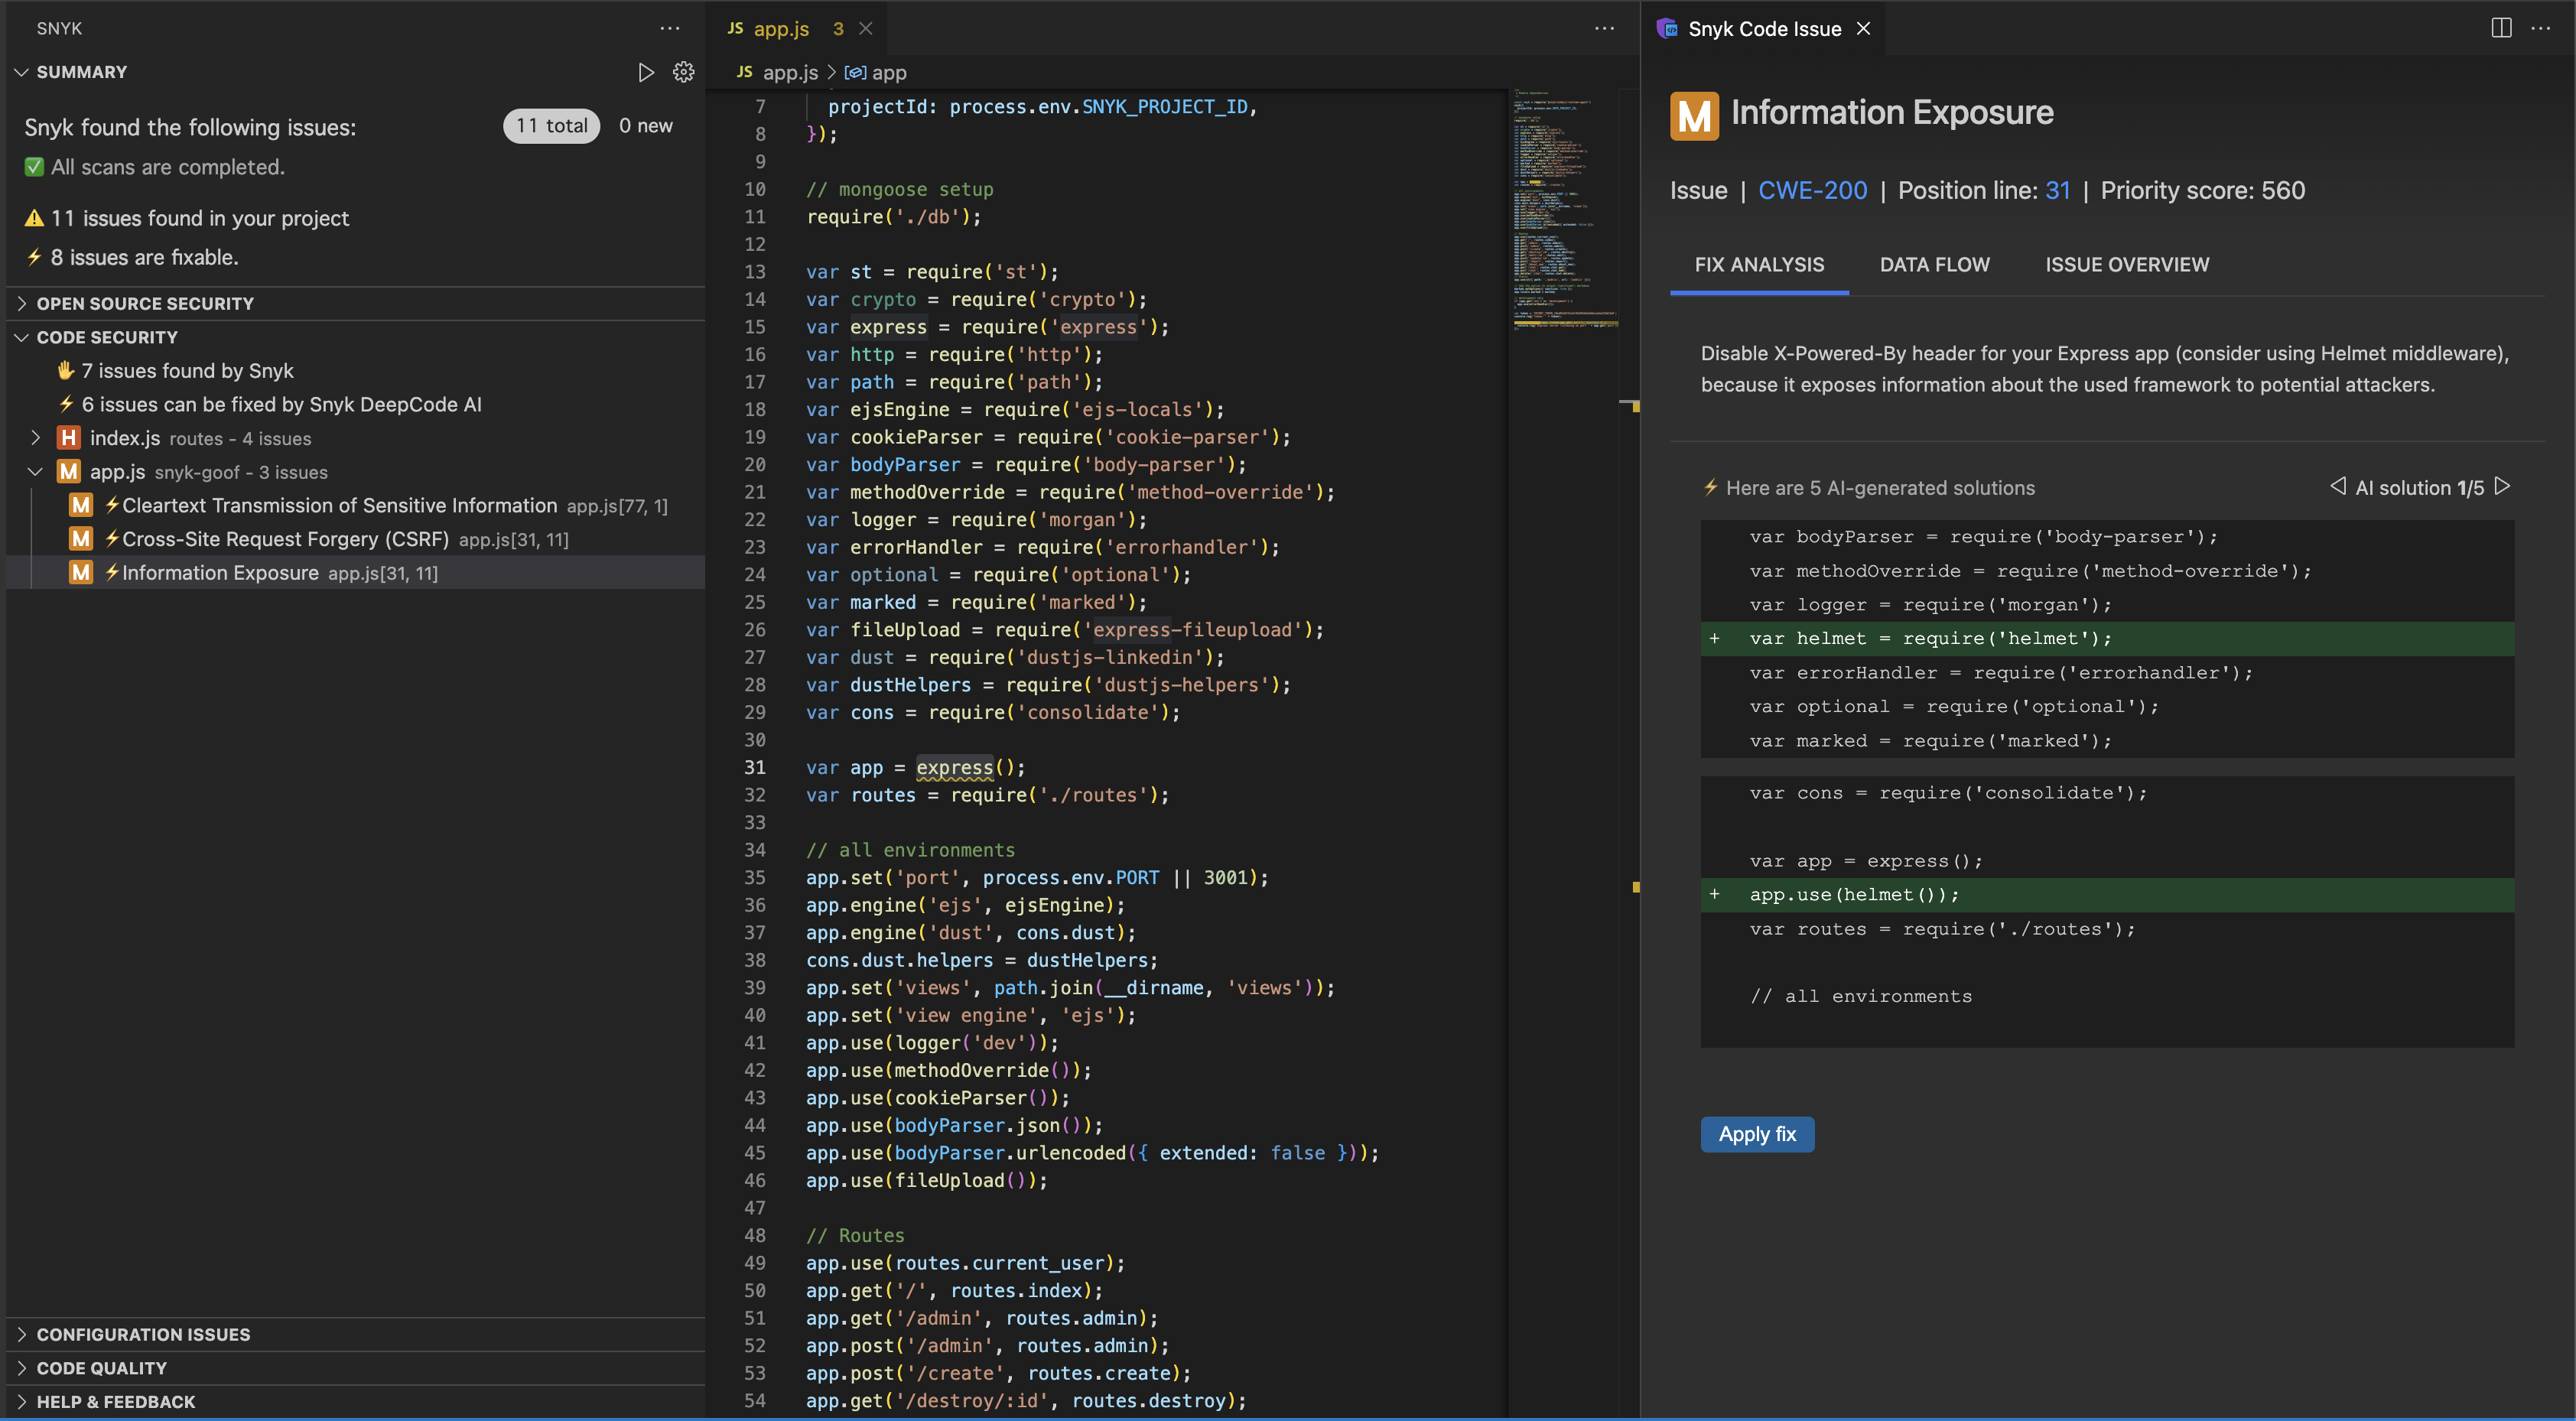 SNYK
SUMMARY
Snyk found the following issues:
11 total
0 new
✅ All scans are completed.
⚠ 11 issues found in your project
⚡ 8 issues are fixable.
OPEN SOURCE SECURITY
CODE SECURITY
✋ 7 issues found by Snyk
⚡ 6 issues can be fixed by Snyk DeepCode AI
H index.js routes - 4 issues
M app.js snyk-goof - 3 issues
M ⚡Cleartext Transmission of Sensitive Information app.js[77, 1]
M ⚡Cross-Site Request Forgery (CSRF) app.js[31, 11]
M ⚡Information Exposure app.js[31, 11]
CONFIGURATION ISSUES
CODE QUALITY
HELP & FEEDBACK
JS app.js 3
JS app.js > app
7 projectId: process.env.SNYK_PROJECT_ID,
8 });
9
10 // mongoose setup
11 require('./db');
12
13 var st = require('st');
14 var crypto = require('crypto');
15 var express = require('express');
16 var http = require('http');
17 var path = require('path');
18 var ejsEngine = require('ejs-locals');
19 var cookieParser = require('cookie-parser');
20 var bodyParser = require('body-parser');
21 var methodOverride = require('method-override');
22 var logger = require('morgan');
23 var errorHandler = require('errorhandler');
24 var optional = require('optional');
25 var marked = require('marked');
26 var fileUpload = require('express-fileupload');
27 var dust = require('dustjs-linkedin');
28 var dustHelpers = require('dustjs-helpers');
29 var cons = require('consolidate');
30
31 var app = express();
32 var routes = require('./routes');
33
34 // all environments
35 app.set('port', process.env.PORT || 3001);
36 app.engine('ejs', ejsEngine);
37 app.engine('dust', cons.dust);
38 cons.dust.helpers = dustHelpers;
39 app.set('views', path.join(__dirname, 'views'));
40 app.set('view engine', 'ejs');
41 app.use(logger('dev'));
42 app.use(methodOverride());
43 app.use(cookieParser());
44 app.use(bodyParser.json());
45 app.use(bodyParser.urlencoded({ extended: false }));
46 app.use(fileUpload());
47
48 // Routes
49 app.use(routes.current_user);
50 app.get('/', routes.index);
51 app.get('/admin', routes.admin);
52 app.post('/admin', routes.admin);
53 app.post('/create', routes.create);
54 app.get('/destroy/:id', routes.destroy);
Snyk Code Issue
M Information Exposure
Issue | CWE-200 | Position line: 31 | Priority score: 560
FIX ANALYSIS DATA FLOW ISSUE OVERVIEW
Disable X-Powered-By header for your Express app (consider using Helmet middleware),
because it exposes information about the used framework to potential attackers.
⚡ Here are 5 AI-generated solutions
AI solution 1/5
var bodyParser = require('body-parser');
var methodOverride = require('method-override');
var logger = require('morgan');
+ var helmet = require('helmet');
var errorHandler = require('errorhandler');
var optional = require('optional');
var marked = require('marked');
var cons = require('consolidate');
var app = express();
+ app.use(helmet());
var routes = require('./routes');
// all environments
Apply fix